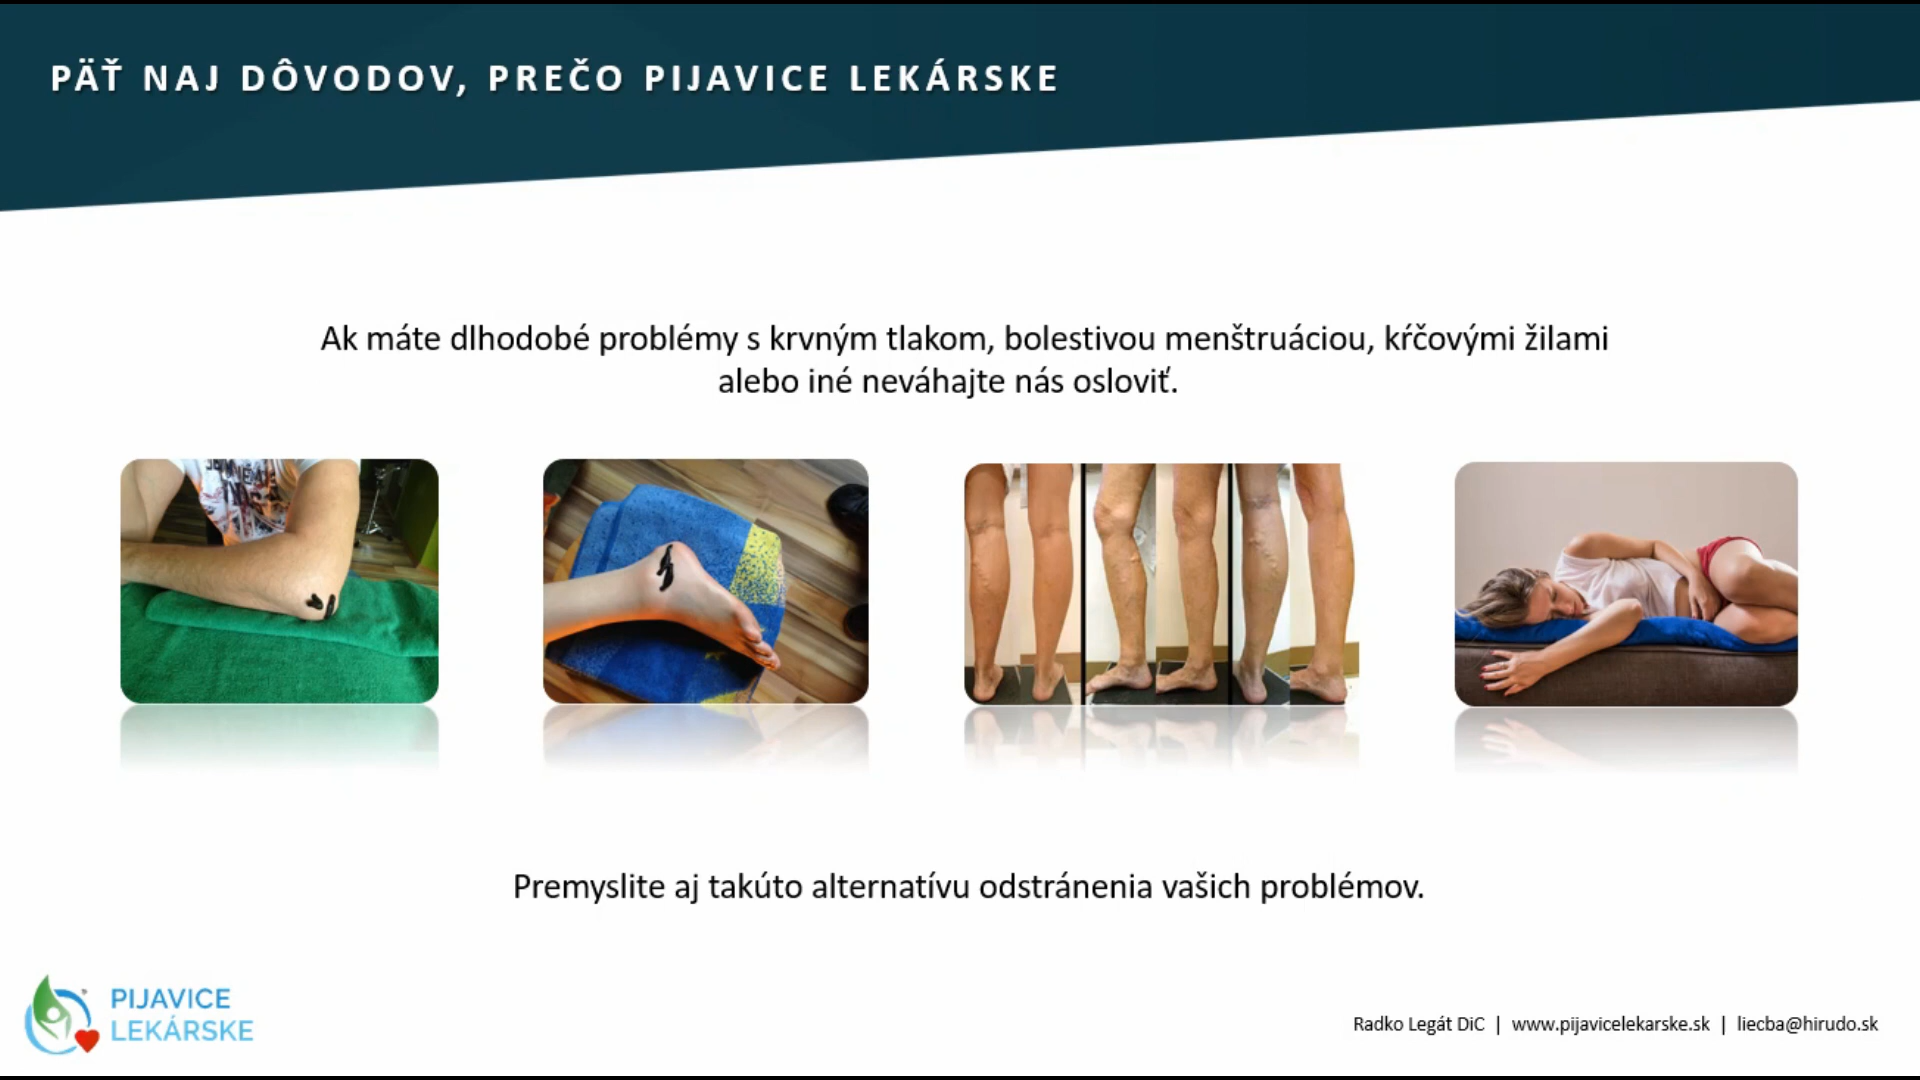 PÄŤ NAJ DÔVODOV, PREČO PIJAVICE LEKÁRSKE
Ak máte dlhodobé problémy s krvným tlakom, bolestivou menštruáciou, kŕčovými žilami
alebo iné neváhajte nás osloviť.
Premyslite aj takúto alternatívu odstránenia vašich problémov.
PIJAVICE
LEKÁRSKE
Radko Legát DiC | www.pijavicelekarske.sk | liecba@hirudo.sk